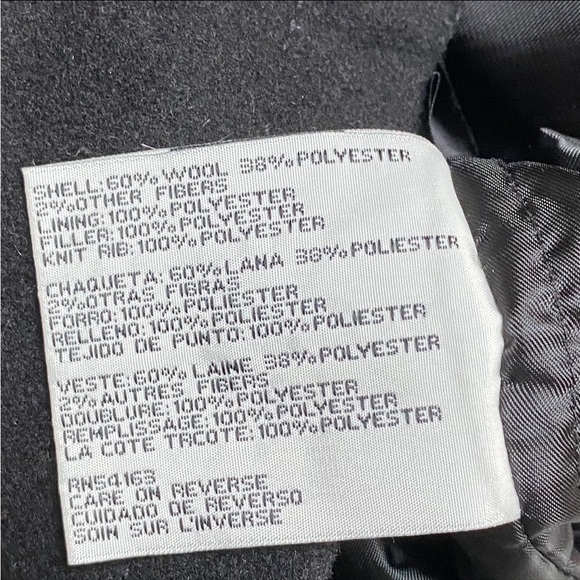 SHELL:60% WOOL 38%POLYESTER
2%OTHER FIBERS
LINING:100%POLYESTER
FILLER:100%POLYESTER
KNIT RIB:100%POLYESTER
CHAQUETA:60%LANA 38%POLIESTER
2%OTRAS FIBRAS
FORRO:100%POLIESTER
RELLENO:100%POLIESTER
TEJIDO DE PUNTO:100%POLIESTER
VESTE:60% LAINE 38%POLYESTER
2%AUTRES FIBERS
DOUBLURE:100%POLYESTER
REMPLISSAGE:100%POLYESTER
LA COTE TRCOTE:100%POLYESTER
RN54163
CARE ON REVERSE
CUIDADO DE REVERSO
SOIN SUR L'INVERSE